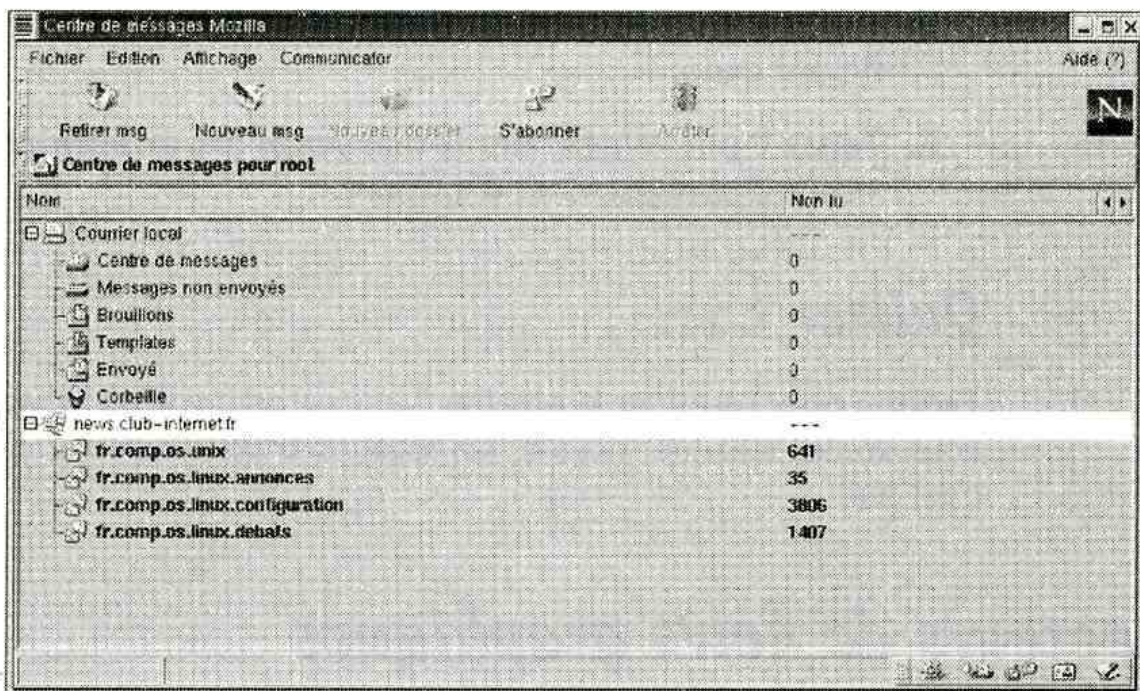 Centre de messages Mozilla
Fichier Edition Affichage Communicator Aide (?)
Retirer msg Nouveau msg Nouveau dossier S'abonner Arrêter
N
Centre de messages pour root
Nom Non lu
Courrier local ---
Centre de messages 0
Messages non envoyés 0
Brouillons 0
Templates 0
Envoyé 0
Corbeille 0
news.club-internet.fr ---
fr.comp.os.unix 641
fr.comp.os.linux.annonces 35
fr.comp.os.linux.configuration 3806
fr.comp.os.linux.debats 1407